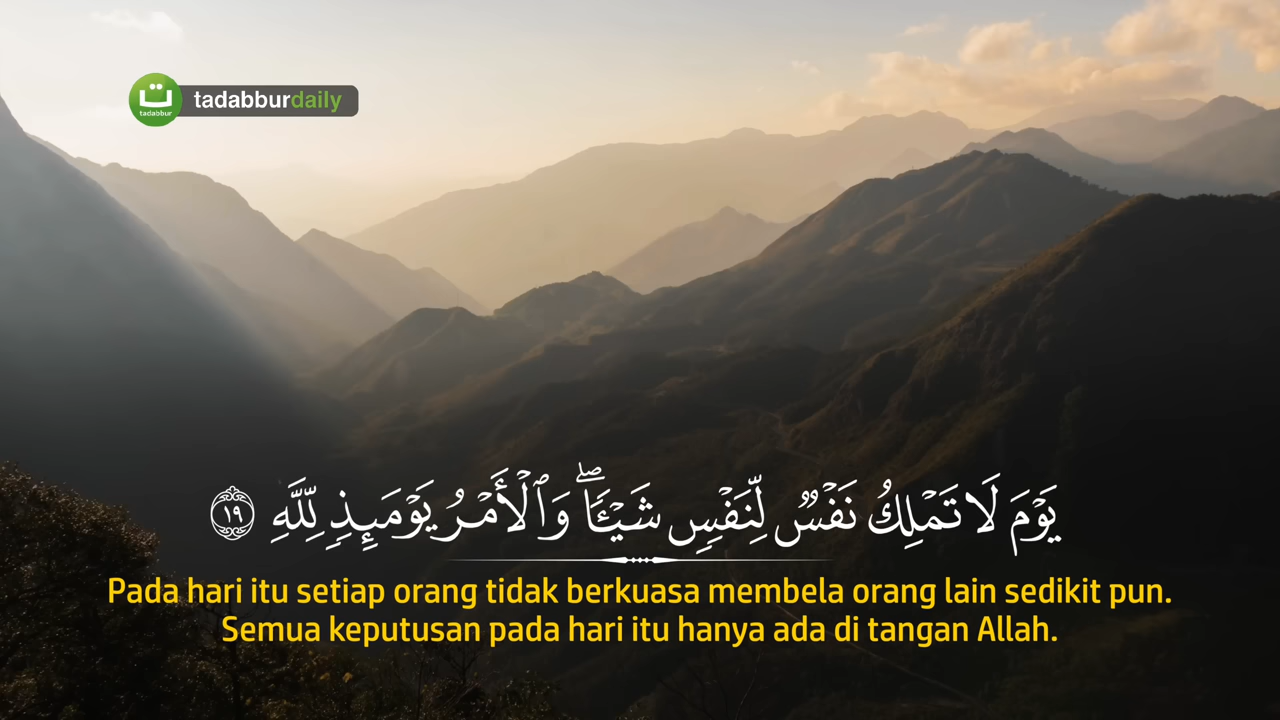 ت
tadabbur
tadabburdaily
يَوْمَ لَا تَمْلِكُ نَفْسٌ لِّنَفْسٍ شَيْـًٔاۖ وَٱلْأَمْرُ يَوْمَئِذٍ لِّلَّهِ ١٩
Pada hari itu setiap orang tidak berkuasa membela orang lain sedikit pun.
Semua keputusan pada hari itu hanya ada di tangan Allah.